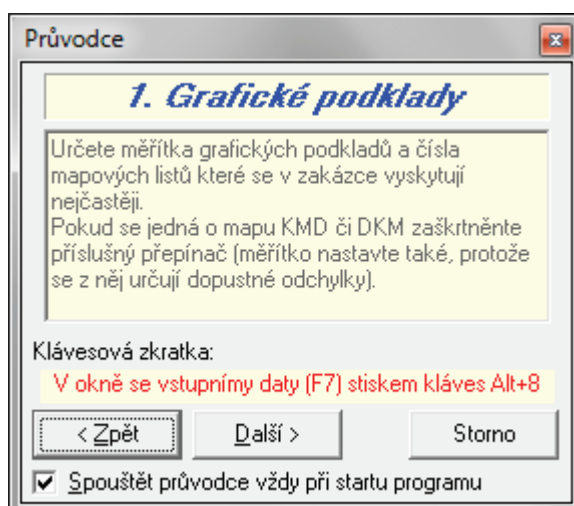 Průvodce
1. Grafické podklady
Určete měřítka grafických podkladů a čísla
mapových listů které se v zakázce vyskytují
nejčastěji.
Pokud se jedná o mapu KMD či DKM zaškrtněnte
příslušný přepínač (měřítko nastavte také, protože
se z něj určují dopustné odchylky).
Klávesová zkratka:
V okně se vstupnímy daty (F7) stiskem kláves Alt+8
< Zpět
Další >
Storno
Spouštět průvodce vždy při startu programu